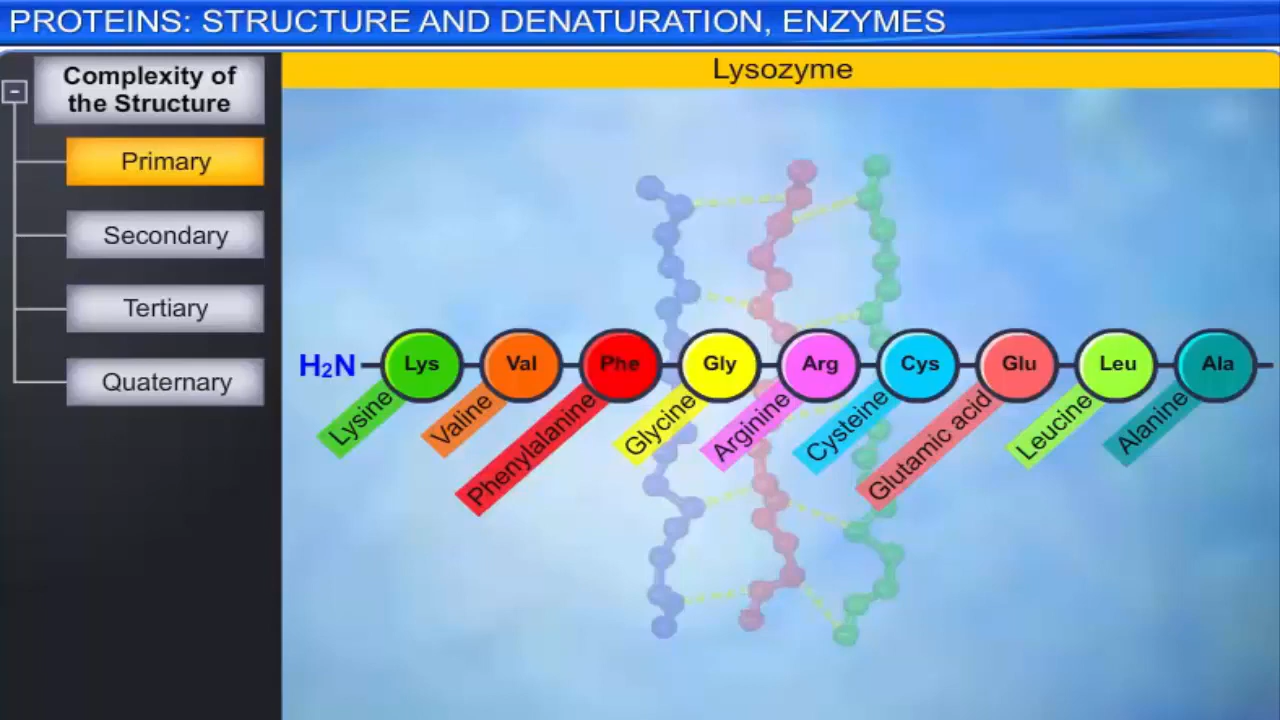 PROTEINS: STRUCTURE AND DENATURATION, ENZYMES
Complexity of
the Structure
Primary
Secondary
Tertiary
Quaternary
Lysozyme
H2N Lys Val Phe Gly Arg Cys Glu Leu Ala
Lysine
Valine
Phenylalanine
Glycine
Arginine
Cysteine
Glutamic acid
Leucine
Alanine